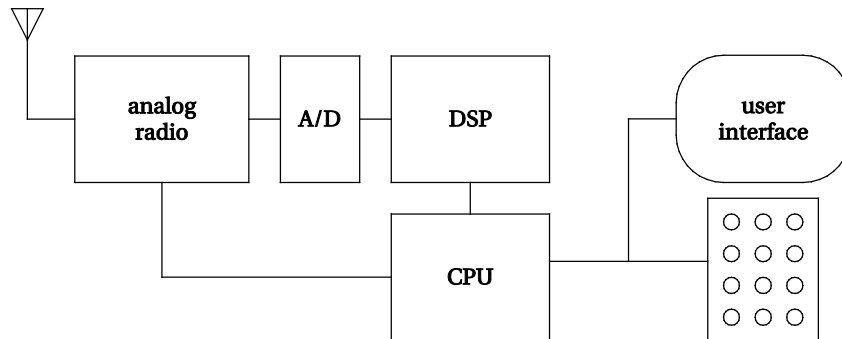 analog
radio
A/D
DSP
user
interface
CPU